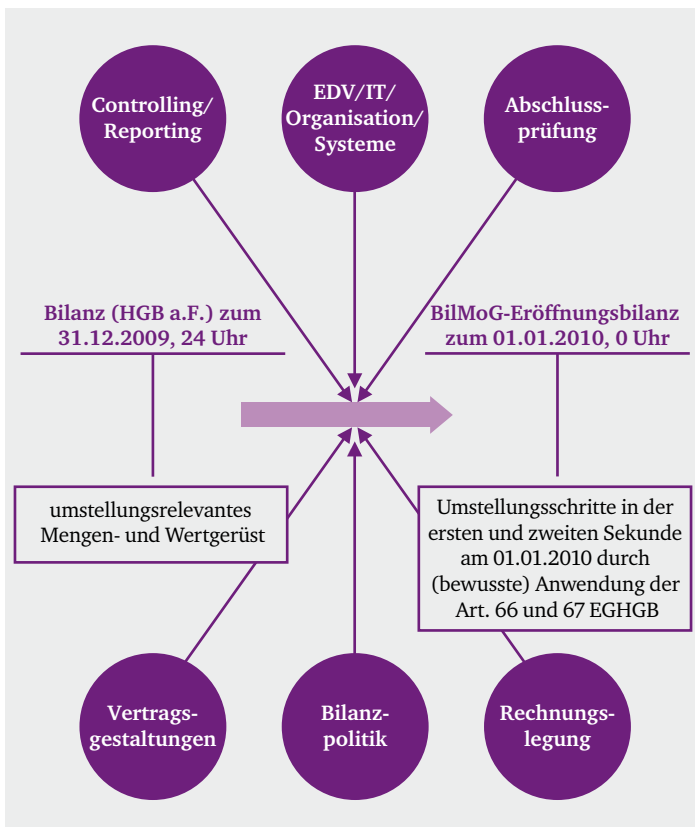 Controlling/
Reporting
EDV/IT/
Organisation/
Systeme
Abschluss-
prüfung
Bilanz (HGB a.F.) zum
31.12.2009, 24 Uhr
BilMoG-Eröffnungsbilanz
zum 01.01.2010, 0 Uhr
umstellungsrelevantes
Mengen- und Wertgerüst
Umstellungsschritte in der
ersten und zweiten Sekunde
am 01.01.2010 durch
(bewusste) Anwendung der
Art. 66 und 67 EGHGB
Vertrags-
gestaltungen
Bilanz-
politik
Rechnungs-
legung